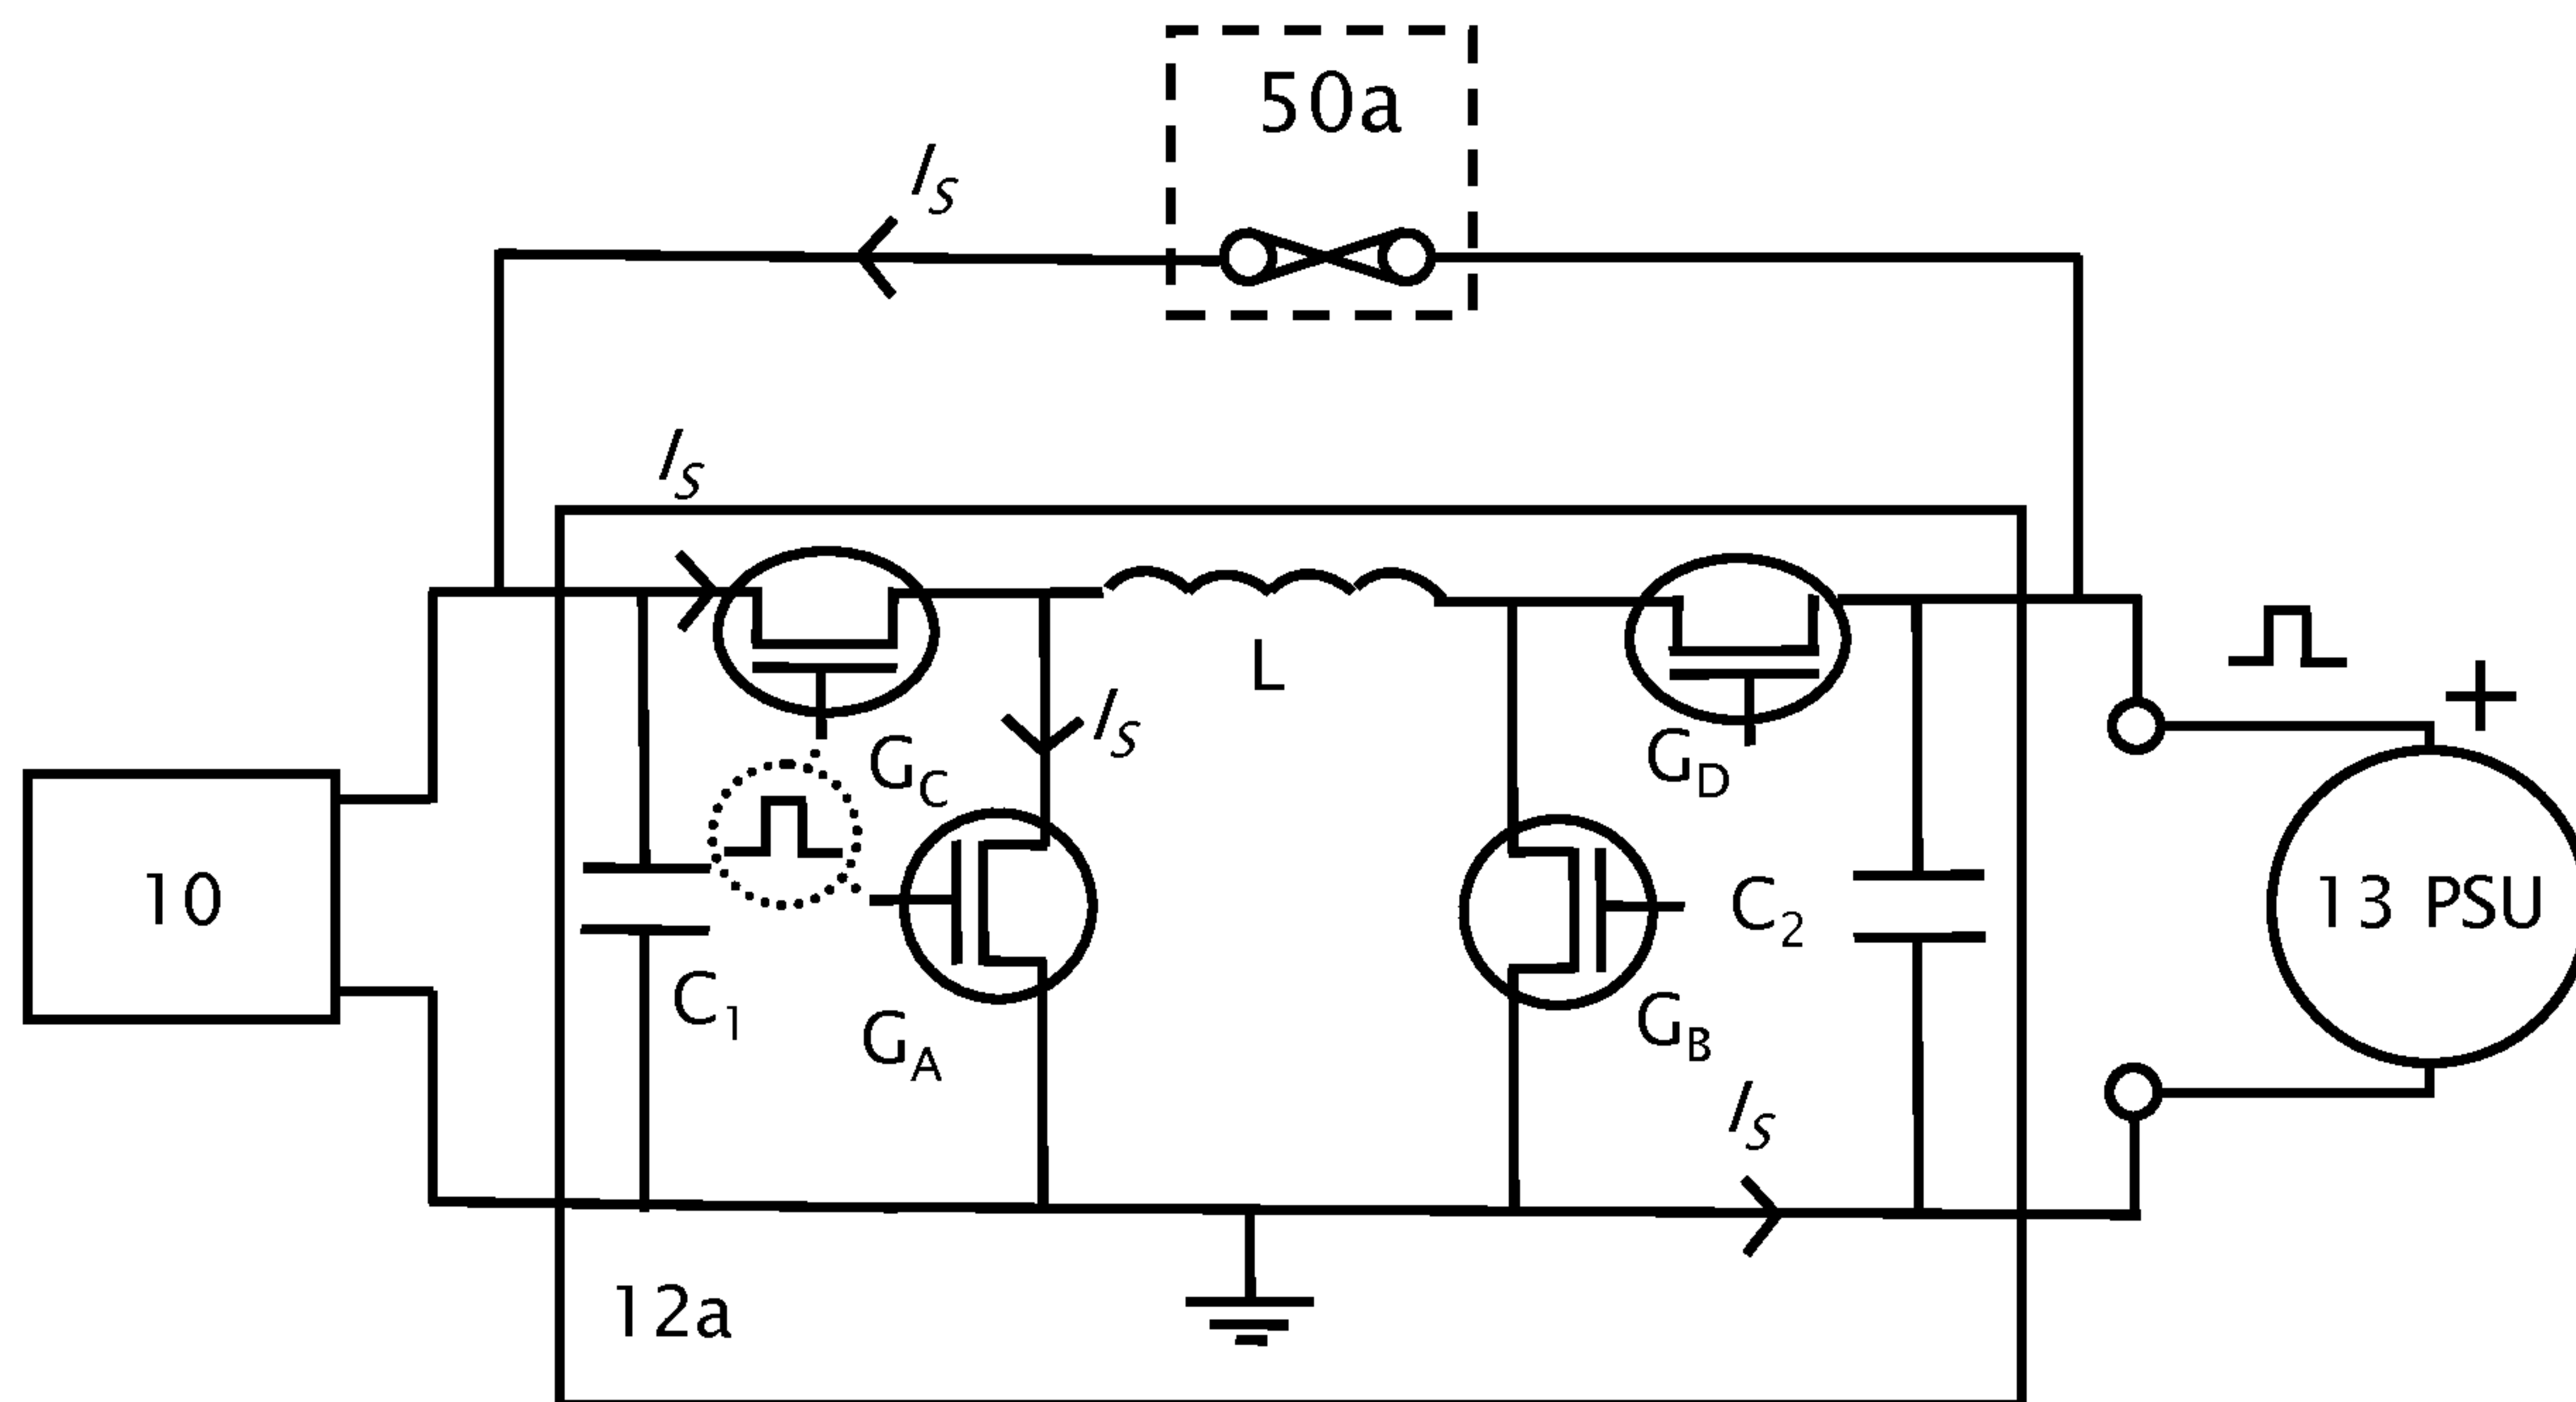 50a
I_S
I_S
L
I_S
G_C
G_D
+
10
C_1
G_A
G_B
C_2
13 PSU
I_S
12a